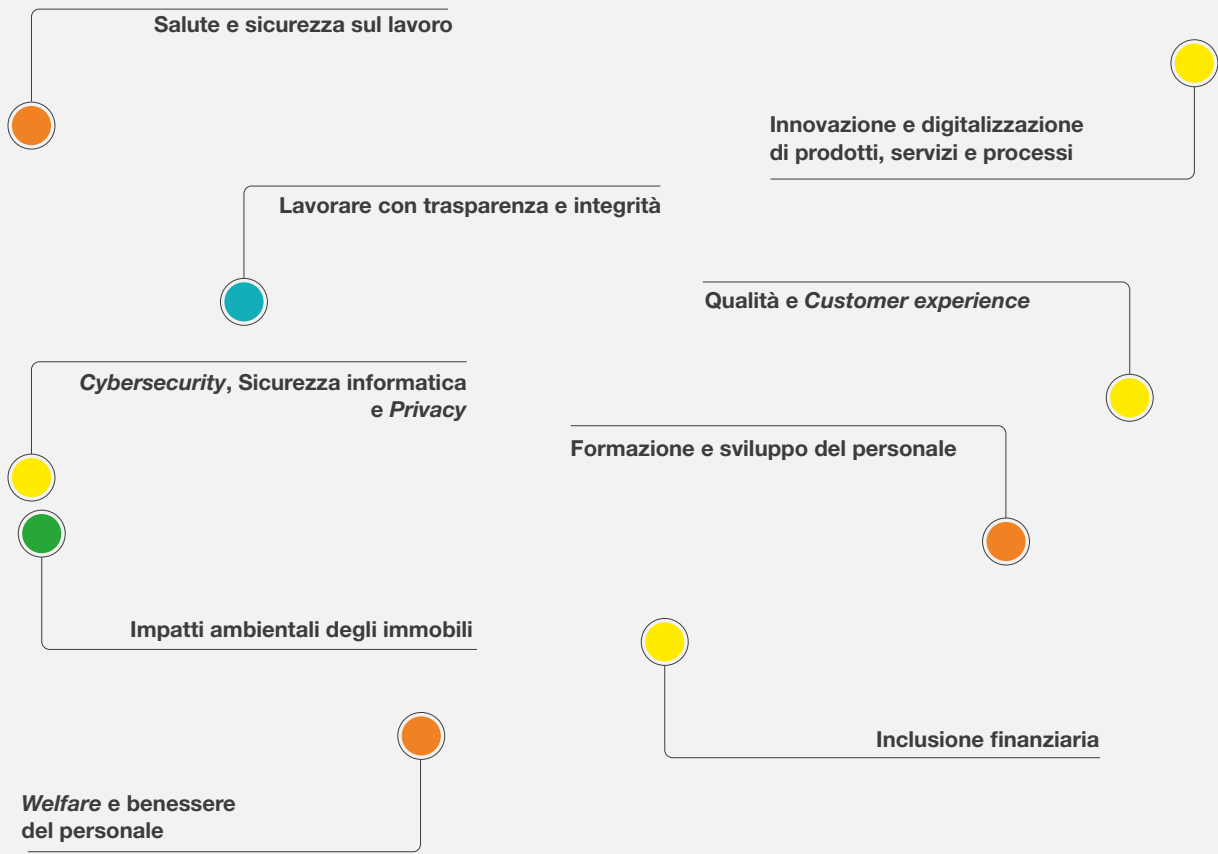 Salute e sicurezza sul lavoro
Innovazione e digitalizzazione
di prodotti, servizi e processi
Lavorare con trasparenza e integrità
Qualità e Customer experience
Cybersecurity, Sicurezza informatica
e Privacy
Formazione e sviluppo del personale
Impatti ambientali degli immobili
Inclusione finanziaria
Welfare e benessere
del personale